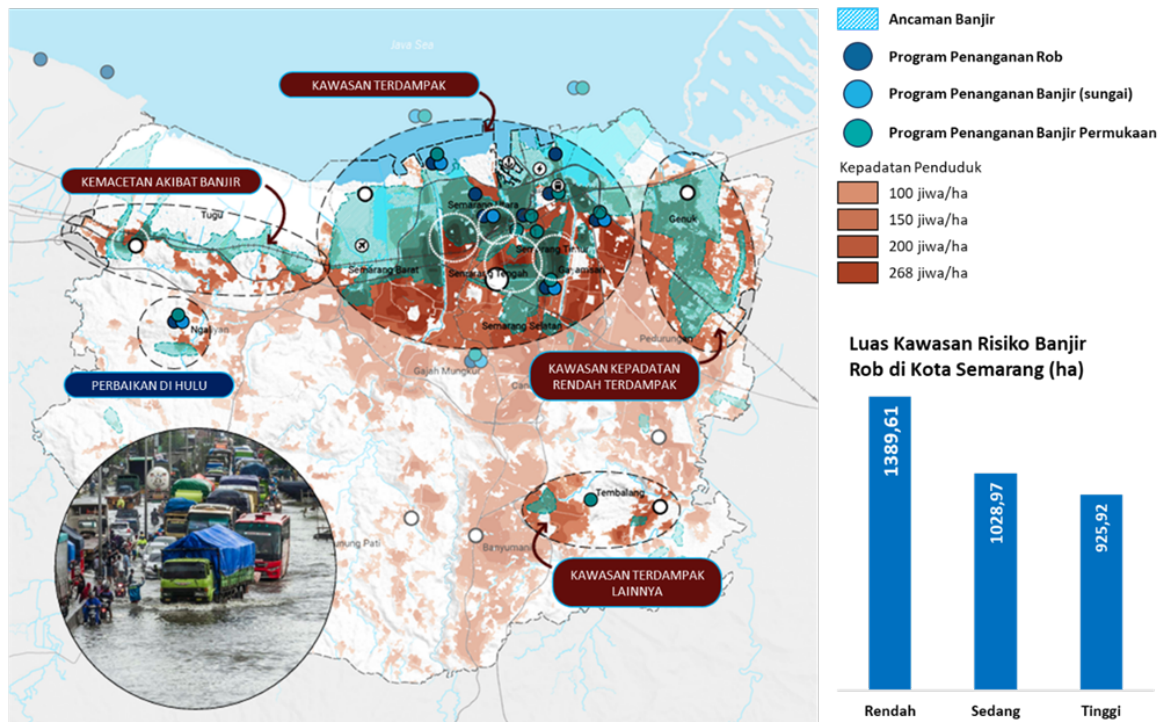 Java Sea
KAWASAN TERDAMPAK
KEMACETAN AKIBAT BANJIR
Tugu
Semarang Utara
Genuk
Semarang Barat
Semarang Timur
Semarang Tengah
Gayamsari
Semarang Selatan
Ngaliyan
Pedurungan
PERBAIKAN DI HULU
Gajah Mungkur
KAWASAN KEPADATAN
RENDAH TERDAMPAK
Tembalang
Gunung Pati
Banyumanik
KAWASAN TERDAMPAK
LAINNYA
Ancaman Banjir
Program Penanganan Rob
Program Penanganan Banjir (sungai)
Program Penanganan Banjir Permukaan
Kepadatan Penduduk
100 jiwa/ha
150 jiwa/ha
200 jiwa/ha
268 jiwa/ha
Luas Kawasan Risiko Banjir
Rob di Kota Semarang (ha)
1389,61
1028,97
925,92
Rendah
Sedang
Tinggi